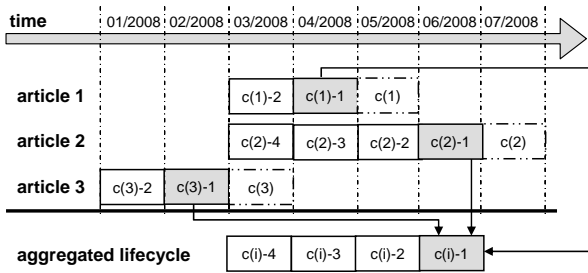 time 01/2008 02/2008 03/2008 04/2008 05/2008 06/2008 07/2008
article 1 c(1)-2 c(1)-1 c(1)
article 2 c(2)-4 c(2)-3 c(2)-2 c(2)-1 c(2)
article 3 c(3)-2 c(3)-1 c(3)
aggregated lifecycle c(i)-4 c(i)-3 c(i)-2 c(i)-1